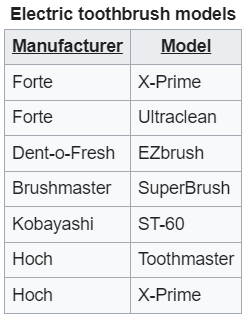 Electric toothbrush models
Manufacturer Model
Forte X-Prime
Forte Ultraclean
Dent-o-Fresh EZbrush
Brushmaster SuperBrush
Kobayashi ST-60
Hoch Toothmaster
Hoch X-Prime